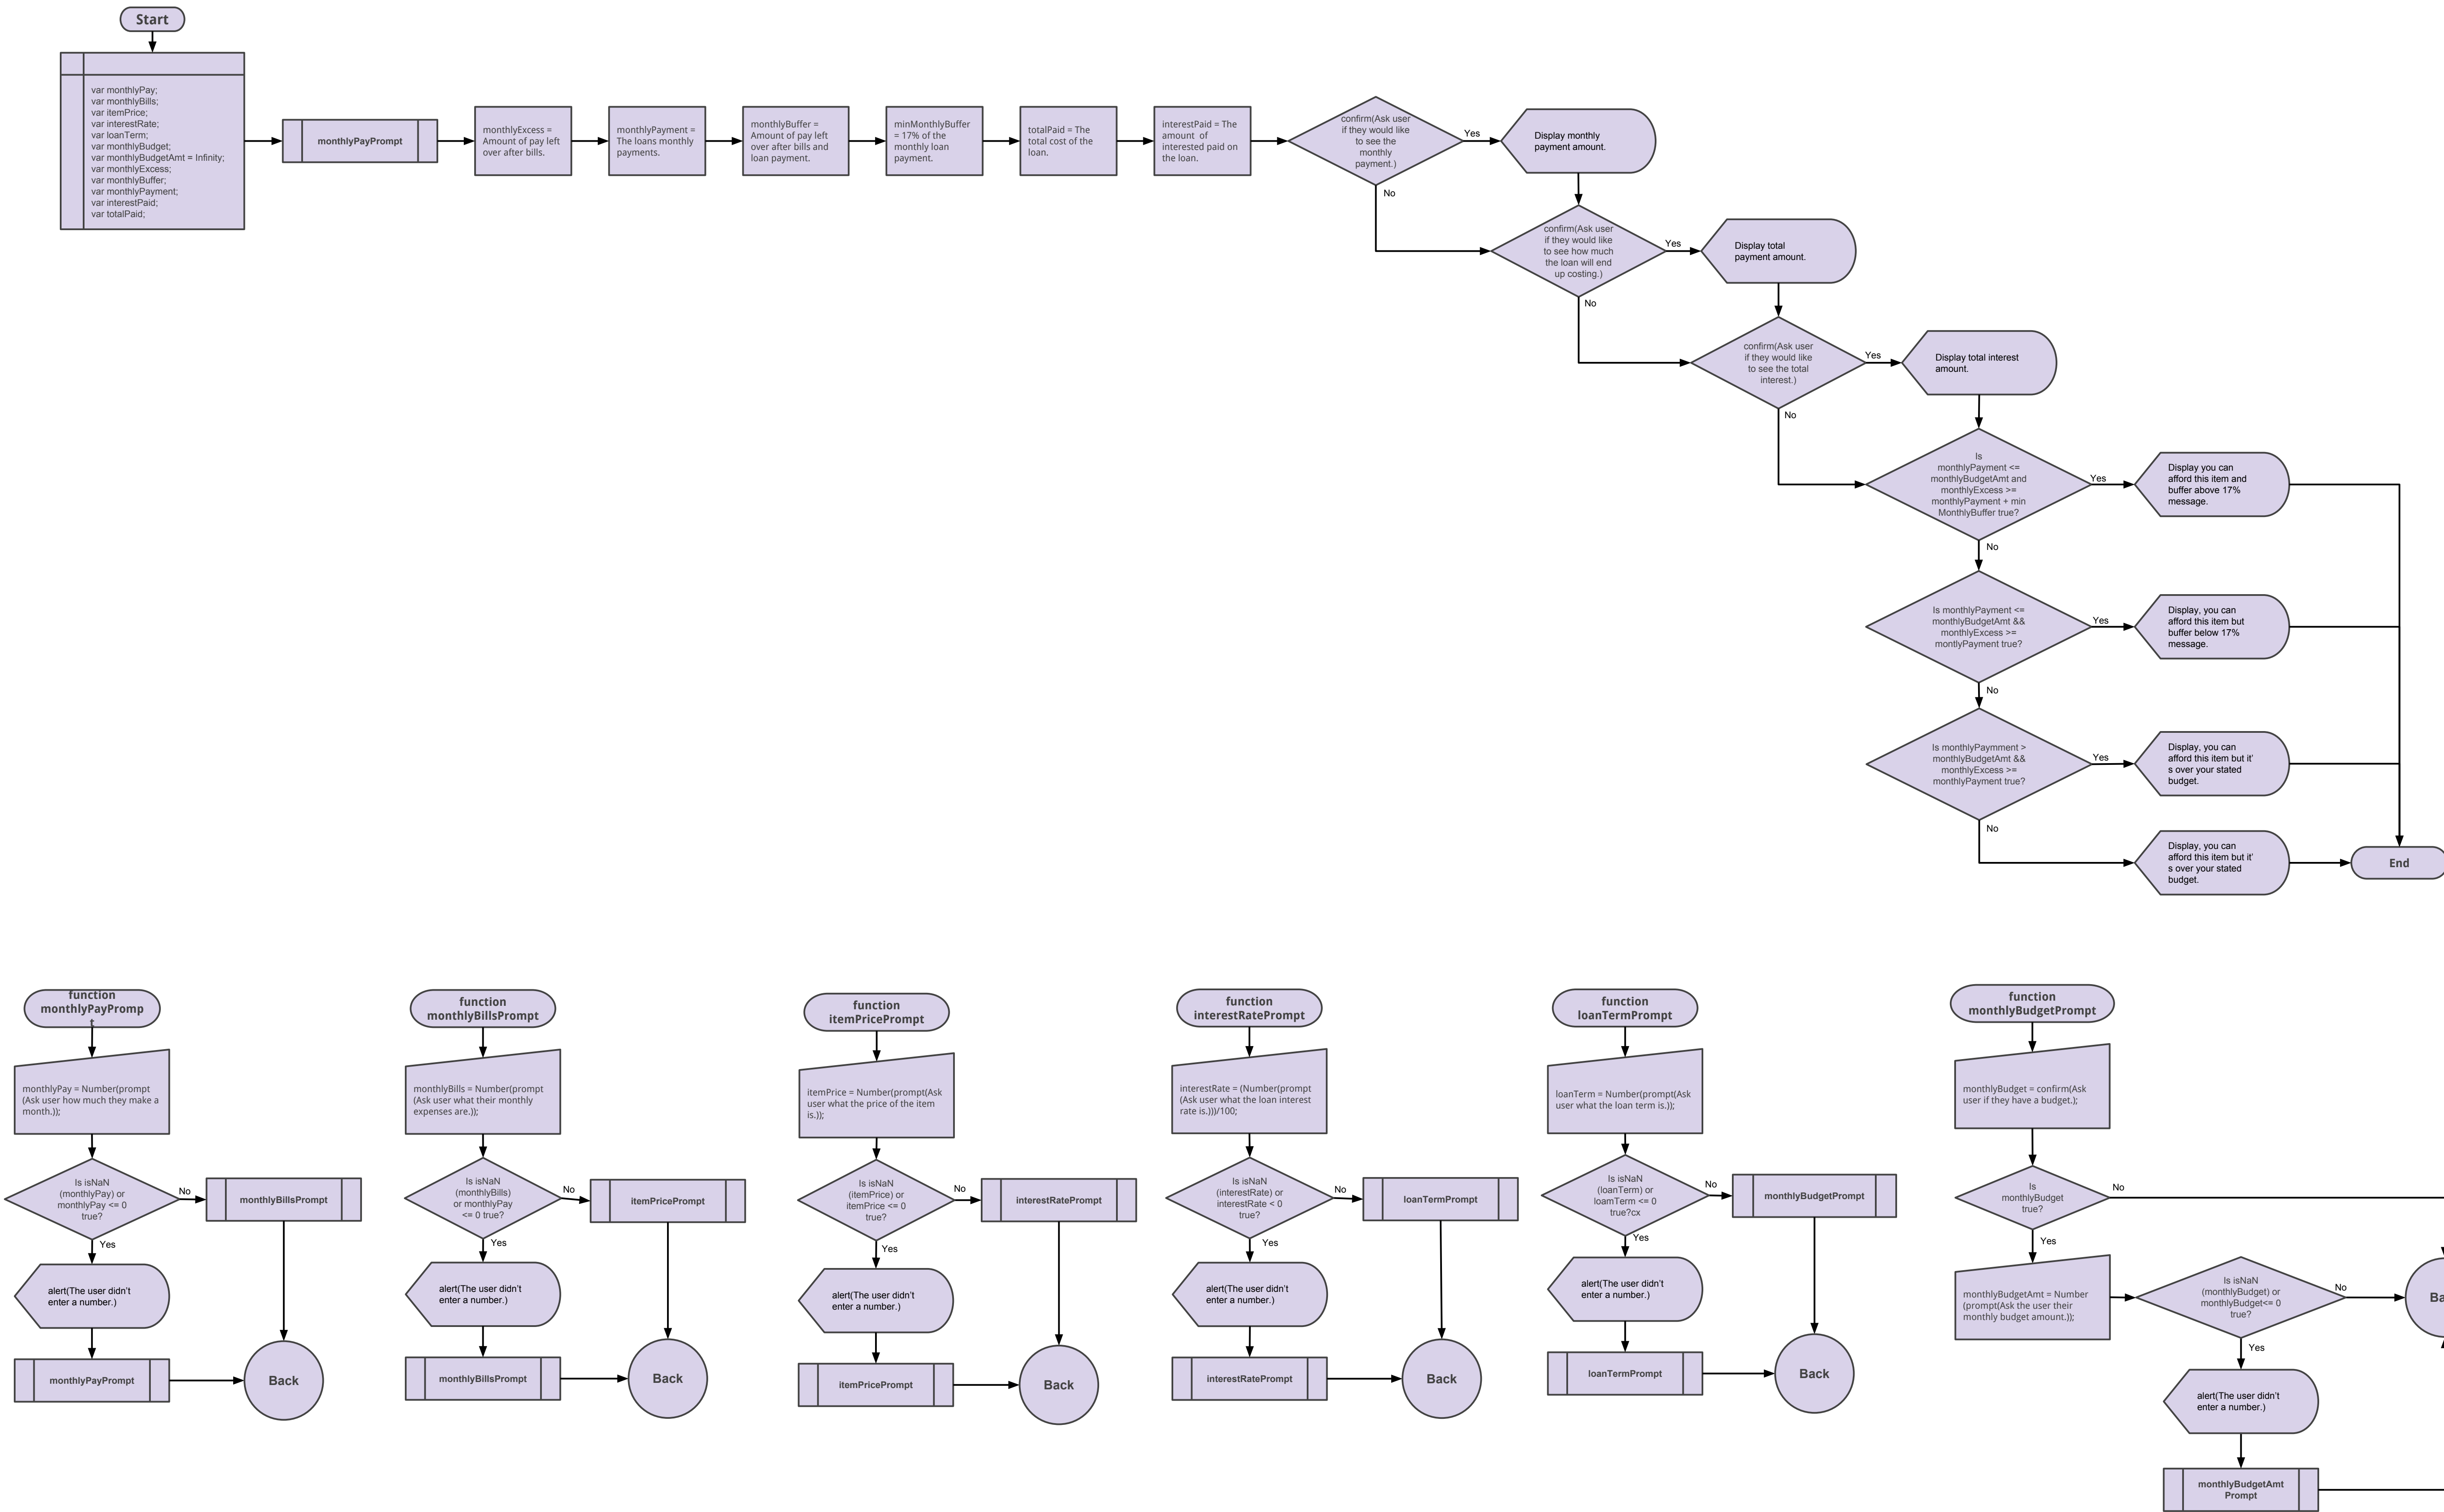 Start
var monthlyPay;
var monthlyBills;
var itemPrice;
var interestRate;
var loanTerm;
var monthlyBudget;
var monthlyBudgetAmt = Infinity;
var monthlyExcess;
var monthlyBuffer;
var monthlyPayment;
var interestPaid;
var totalPaid;
monthlyPayPrompt
monthlyExcess =
Amount of pay left
over after bills.
monthlyPayment =
The loans monthly
payments.
monthlyBuffer =
Amount of pay left
over after bills and
loan payment.
minMonthlyBuffer
= 17% of the
monthly loan
payment.
totalPaid = The
total cost of the
loan.
interestPaid = The
amount of
interested paid on
the loan.
confirm(Ask user
if they would like
to see the
monthly
payment.)
Yes
No
Display monthly
payment amount.
confirm(Ask user
if they would like
to see how much
the loan will end
up costing.)
Yes
No
Display total
payment amount.
confirm(Ask user
if they would like
to see the total
interest.)
Yes
No
Display total interest
amount.
Is
monthlyPayment <=
monthlyBudgetAmt and
monthlyExcess >=
monthlyPayment + min
MonthlyBuffer true?
Yes
No
Display you can
afford this item and
buffer above 17%
message.
Is monthlyPayment <=
monthlyBudgetAmt &&
monthlyExcess >=
montlyPayment true?
Yes
No
Display, you can
afford this item but
buffer below 17%
message.
Is monthlyPaymment >
monthlyBudgetAmt &&
monthlyExcess >=
monthlyPayment true?
Yes
No
Display, you can
afford this item but it'
s over your stated
budget.
Display, you can
afford this item but it'
s over your stated
budget.
End
function
monthlyPayPromp
t
monthlyPay = Number(prompt
(Ask user how much they make a
month.));
Is isNaN
(monthlyPay) or
monthlyPay <= 0
true?
No
Yes
monthlyBillsPrompt
alert(The user didn't
enter a number.)
monthlyPayPrompt
Back
function
monthlyBillsPrompt
monthlyBills = Number(prompt
(Ask user what their monthly
expenses are.));
Is isNaN
(monthlyBills)
or monthlyPay
<= 0 true?
No
Yes
itemPricePrompt
alert(The user didn't
enter a number.)
monthlyBillsPrompt
Back
function
itemPricePrompt
itemPrice = Number(prompt(Ask
user what the price of the item
is.));
Is isNaN
(itemPrice) or
itemPrice <= 0
true?
No
Yes
interestRatePrompt
alert(The user didn't
enter a number.)
itemPricePrompt
Back
function
interestRatePrompt
interestRate = (Number(prompt
(Ask user what the loan interest
rate is.)))/100;
Is isNaN
(interestRate) or
interestRate < 0
true?
No
Yes
loanTermPrompt
alert(The user didn't
enter a number.)
interestRatePrompt
Back
function
loanTermPrompt
loanTerm = Number(prompt(Ask
user what the loan term is.));
Is isNaN
(loanTerm) or
loamTerm <= 0
true?cx
No
Yes
monthlyBudgetPrompt
alert(The user didn't
enter a number.)
loanTermPrompt
Back
function
monthlyBudgetPrompt
monthlyBudget = confirm(Ask
user if they have a budget.);
Is
monthlyBudget
true?
No
Yes
monthlyBudgetAmt = Number
(prompt(Ask the user their
monthly budget amount.));
Is isNaN
(monthlyBudget) or
monthlyBudget<= 0
true?
No
Yes
alert(The user didn't
enter a number.)
monthlyBudgetAmt
Prompt